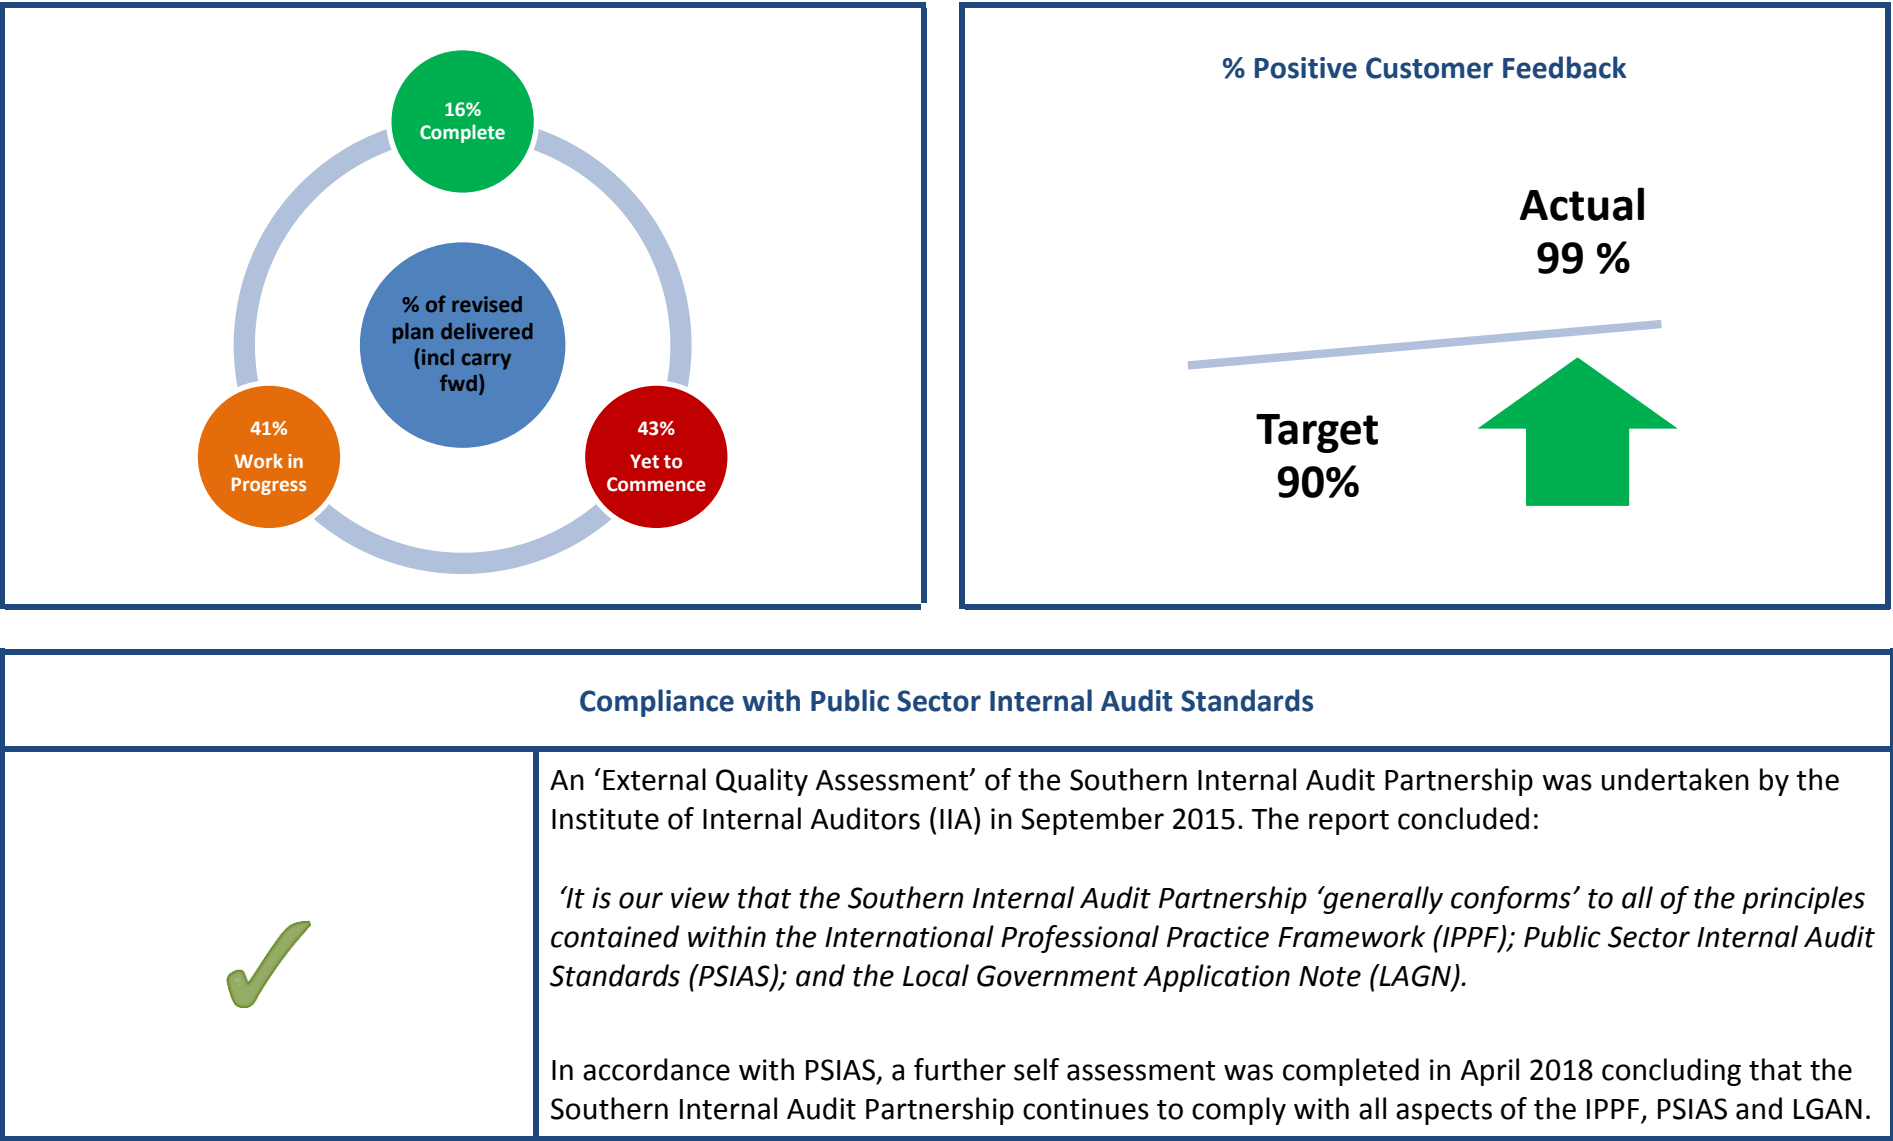 16%
Complete
% of revised
plan delivered
(incl carry
fwd)
41%
Work in
Progress
43%
Yet to
Commence
% Positive Customer Feedback
Actual
99 %
Target
90%
Compliance with Public Sector Internal Audit Standards
An ‘External Quality Assessment’ of the Southern Internal Audit Partnership was undertaken by the
Institute of Internal Auditors (IIA) in September 2015. The report concluded:
‘It is our view that the Southern Internal Audit Partnership ‘generally conforms’ to all of the principles
contained within the International Professional Practice Framework (IPPF); Public Sector Internal Audit
Standards (PSIAS); and the Local Government Application Note (LAGN).
In accordance with PSIAS, a further self assessment was completed in April 2018 concluding that the
Southern Internal Audit Partnership continues to comply with all aspects of the IPPF, PSIAS and LGAN.